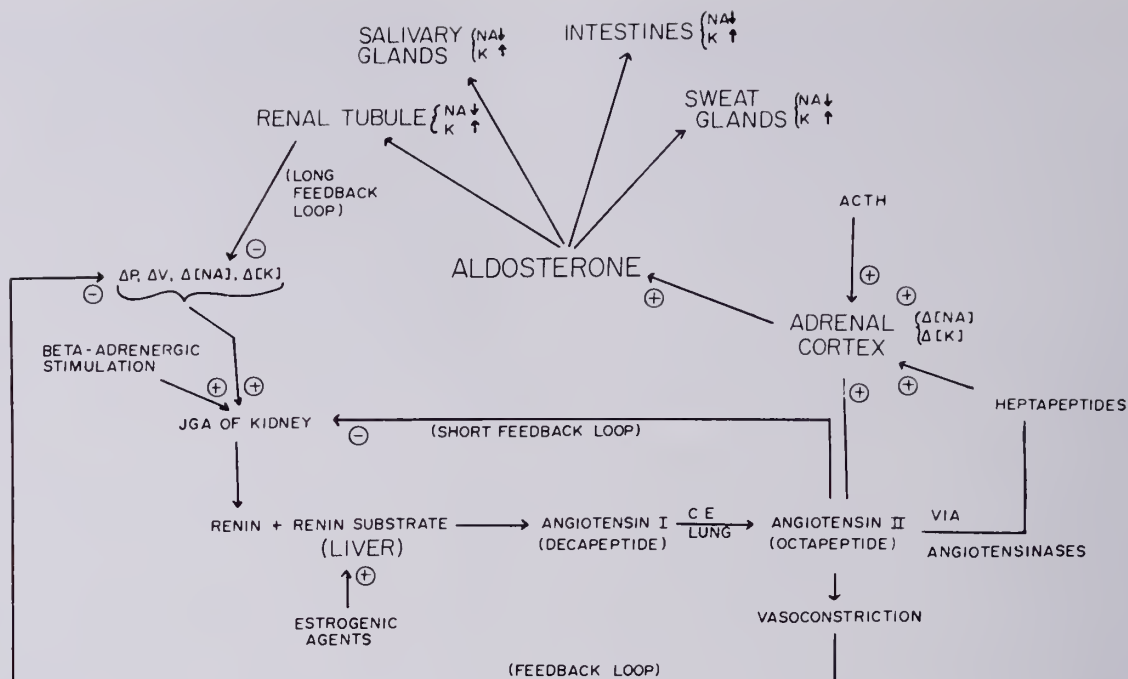 SALIVARY GLANDS {NA↓ K ↑
INTESTINES {NA↓ K ↑
RENAL TUBULE {NA↓ K ↑
SWEAT GLANDS {NA↓ K ↑
(LONG
FEEDBACK
LOOP)
ACTH
⊖
ΔP, ΔV, Δ[NA], Δ[K]
⊖
ALDOSTERONE
⊕
⊕
⊕
ADRENAL
CORTEX
{Δ[NA]
Δ[K]
BETA-ADRENERGIC
STIMULATION
⊕ ⊕
⊕
⊕
HEPTAPEPTIDES
JGA OF KIDNEY
⊖
(SHORT FEEDBACK LOOP)
RENIN + RENIN SUBSTRATE
(LIVER)
ANGIOTENSIN I
(DECAPEPTIDE)
C E
LUNG
ANGIOTENSIN II
(OCTAPEPTIDE)
VIA
ANGIOTENSINASES
⊕
ESTROGENIC
AGENTS
VASOCONSTRICTION
(FEEDBACK LOOP)